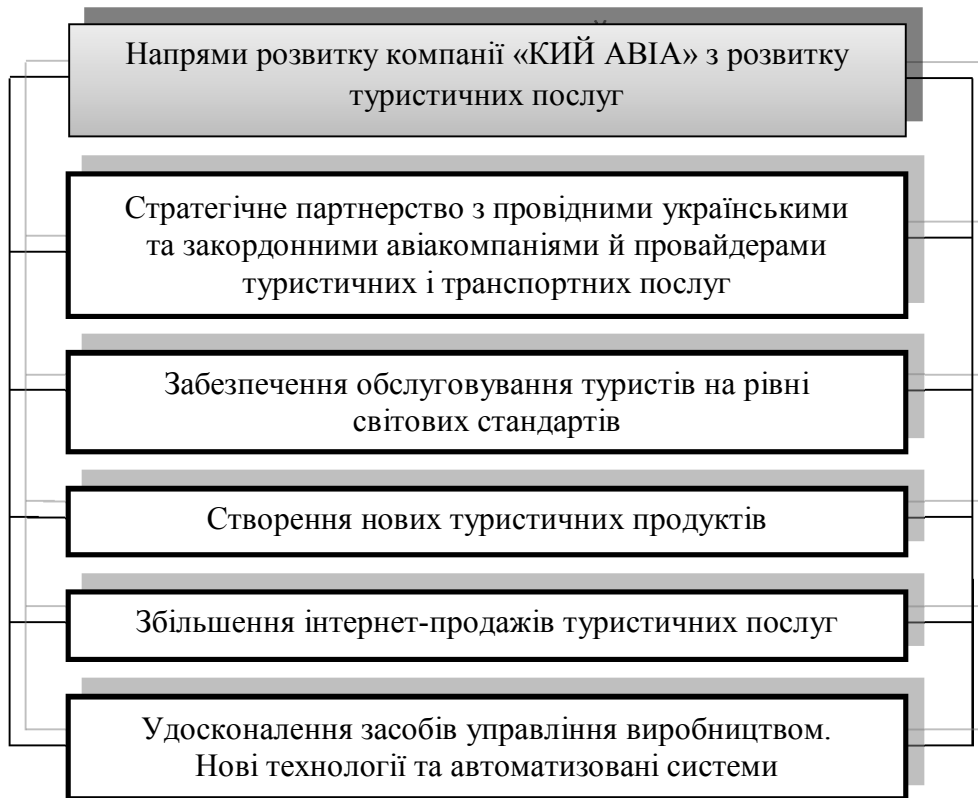 Напрями розвитку компанії «КИЙ АВІА» з розвитку
туристичних послуг
Стратегічне партнерство з провідними українськими
та закордонними авіакомпаніями й провайдерами
туристичних і транспортних послуг
Забезпечення обслуговування туристів на рівні
світових стандартів
Створення нових туристичних продуктів
Збільшення інтернет-продажів туристичних послуг
Удосконалення засобів управління виробництвом.
Нові технології та автоматизовані системи